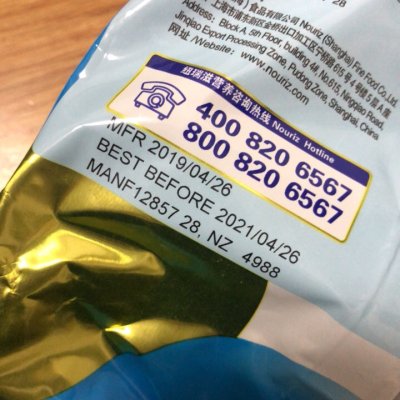 食品有限公司 Nouriz (Shanghai) Fine Food Co., Ltd.
Address: Block A, 5th Floor, building 4#, No.615, Ningqiao Road,
Jinqiao Export Processing Zone, Pudong Zone, Shanghai, China
网址/Website: www.nouriz.com
纽瑞滋营养咨询热线 Nouriz Hotline
400 820 6567
800 820 6567
MFR 2019/04/26
BEST BEFORE 2021/04/26
MANF12857 28, NZ 4988